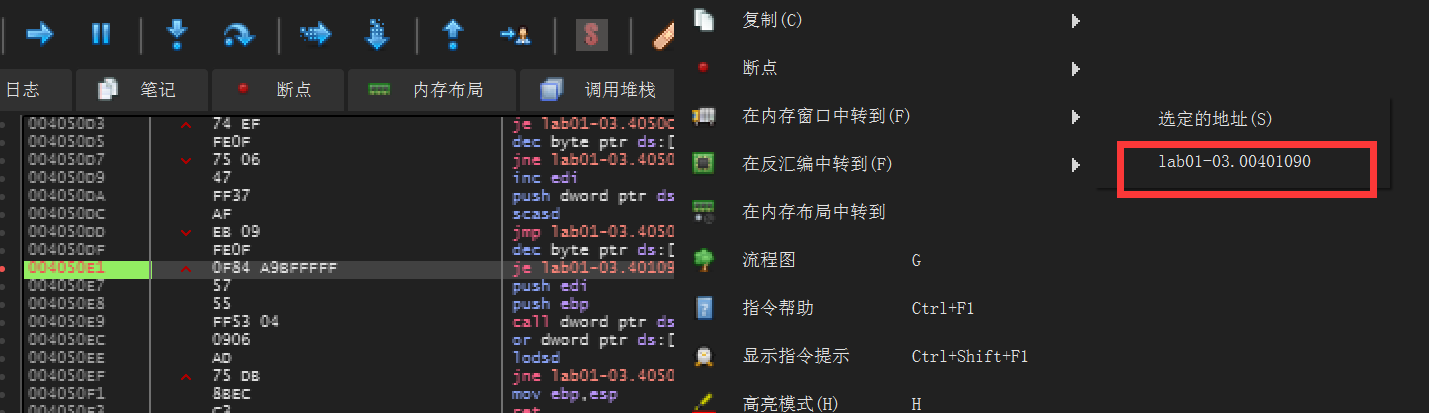 S
日志 笔记 断点 内存布局 调用堆栈
004050D3 74 EF je lab01-03.4050
004050D5 FE0F dec byte ptr ds:[
004050D7 75 06 jne lab01-03.4050
004050D9 47 inc edi
004050DA FF37 push dword ptr ds
004050DC AF scasd
004050DD EB 09 jmp lab01-03.4050
004050DF FE0F dec byte ptr ds:[
004050E1 0F84 A9BFFFFF je lab01-03.40109
004050E7 57 push edi
004050E8 55 push ebp
004050E9 FF53 04 call dword ptr ds
004050EC 0906 or dword ptr ds:[
004050EE AD lodsd
004050EF 75 DB jne lab01-03.4050
004050F1 8BEC mov ebp,esp
004050F3 C3 ret
复制(C)
断点
在内存窗口中转到(F)
在反汇编中转到(F)
在内存布局中转到
流程图 G
指令帮助 Ctrl+F1
显示指令提示 Ctrl+Shift+F1
高亮模式(H) H
选定的地址(S)
lab01-03.00401090